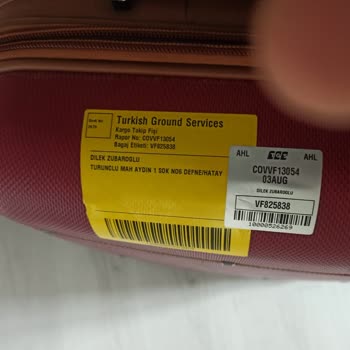 Turkish Ground Services
Kargo Takip Fişi
Rapor No: COVVF13054
Bagaj Etiketi: VF825838
DILEK ZUBAROGLU
TURUNCLU MAH AYDIN 1 SOK NO5 DEFNE/HATAY
AHL
AHL
COVVF13054
03AUG
DILEK ZUBAROGLU
VF825838
10000526269